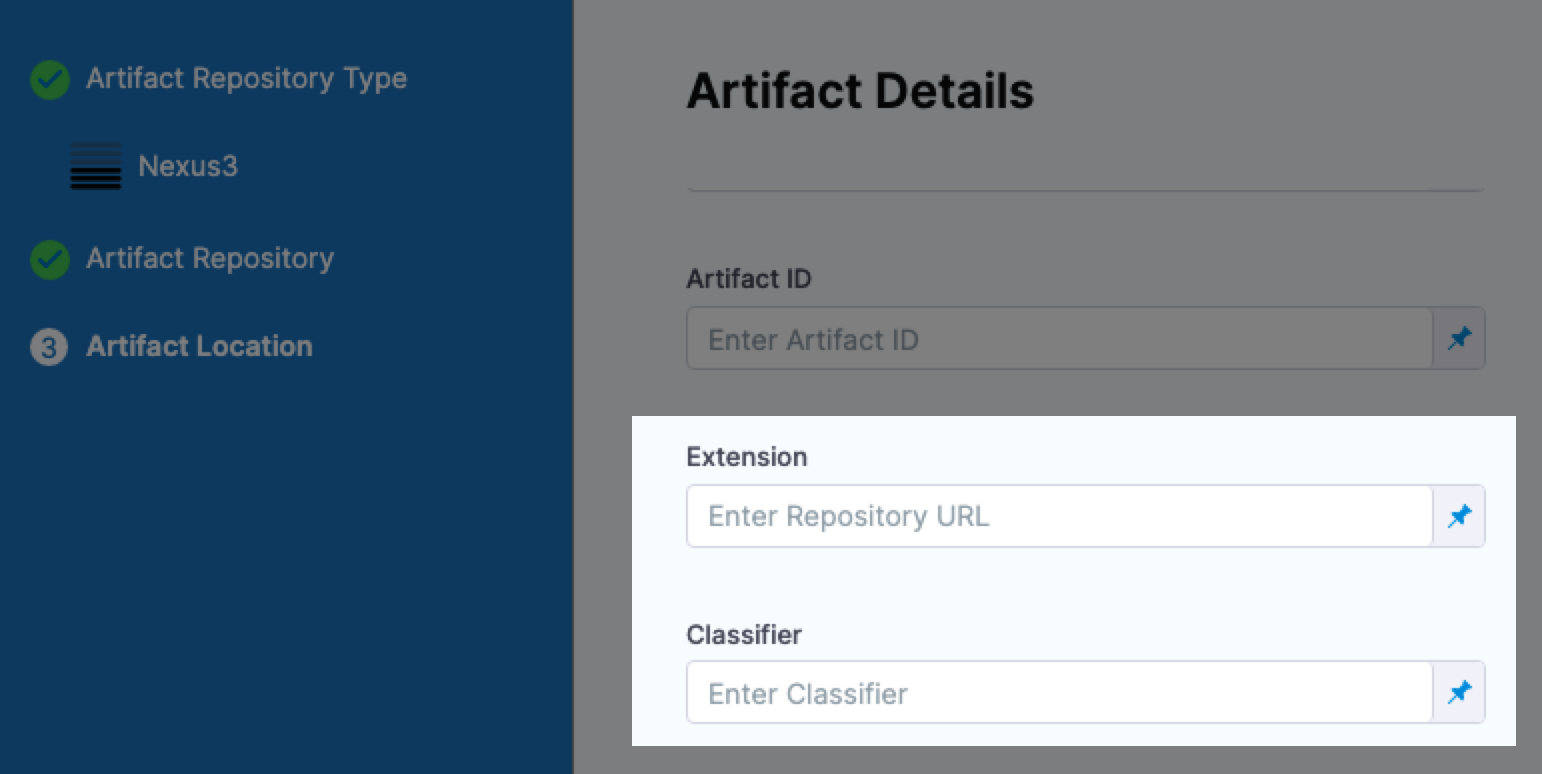 Artifact Repository Type
Nexus3
Artifact Repository
3 Artifact Location
Artifact Details
Artifact ID
Enter Artifact ID
Extension
Enter Repository URL
Classifier
Enter Classifier